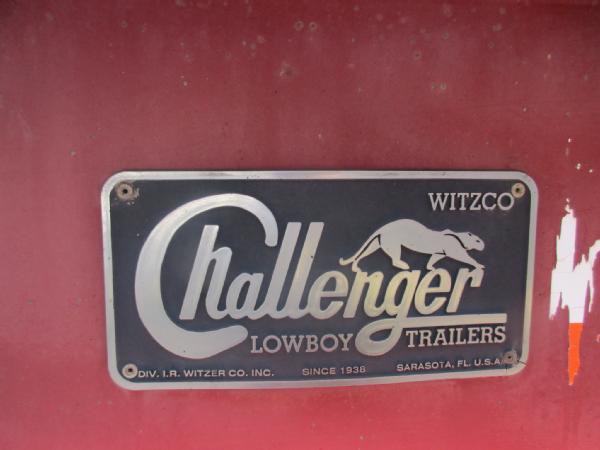 WITZCO
Challenger
LOWBOY TRAILERS
DIV. I.R. WITZER CO. INC. SINCE 1938 SARASOTA, FL. U.S.A.